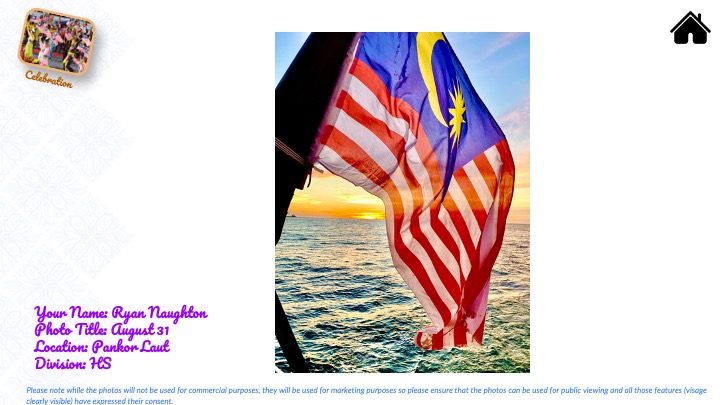 Celebration
Your Name: Ryan Naughton
Photo Title: August 31
Location: Pankor Laut
Division: HS
Please note while the photos will not be used for commercial purposes, they will be used for marketing purposes so please ensure that the photos can be used for public viewing and all those features (visage
clearly visible) have expressed their consent.